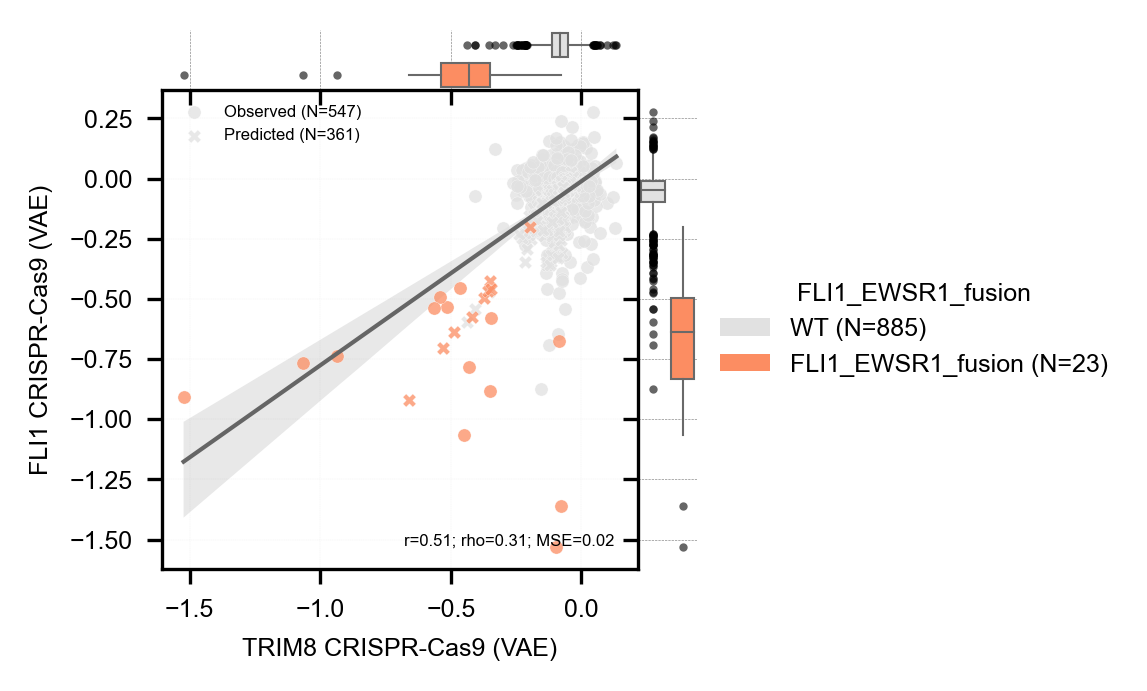 Observed (N=547)
Predicted (N=361)
0.25
0.00
−0.25
−0.50
−0.75
−1.00
−1.25
−1.50
FLI1 CRISPR-Cas9 (VAE)
r=0.51; rho=0.31; MSE=0.02
−1.5
−1.0
−0.5
0.0
TRIM8 CRISPR-Cas9 (VAE)
FLI1_EWSR1_fusion
WT (N=885)
FLI1_EWSR1_fusion (N=23)